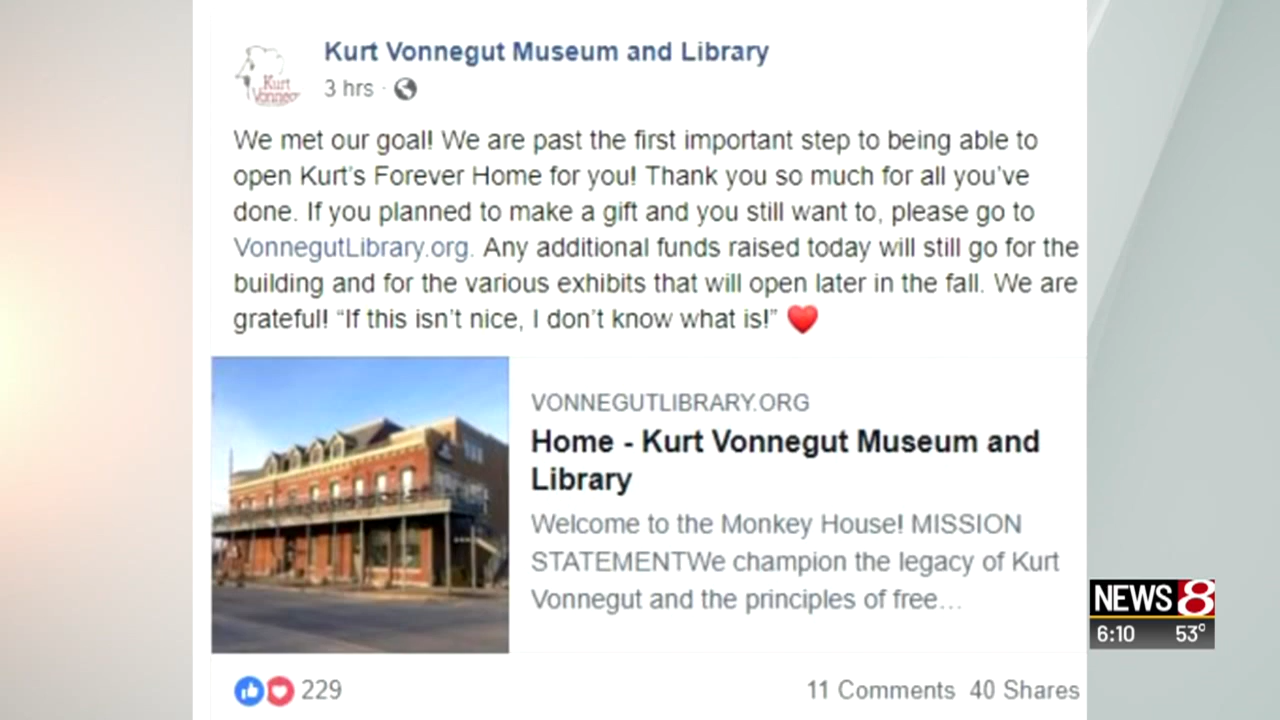 Kurt Vonnegut Museum and Library
3 hrs ·
Kurt
We met our goal! We are past the first important step to being able to
open Kurt's Forever Home for you! Thank you so much for all you've
done. If you planned to make a gift and you still want to, please go to
VonnegutLibrary.org. Any additional funds raised today will still go for the
building and for the various exhibits that will open later in the fall. We are
grateful! “If this isn't nice, I don't know what is!” ❤
VONNEGUTLIBRARY.ORG
Home - Kurt Vonnegut Museum and
Library
Welcome to the Monkey House! MISSION
STATEMENTWe champion the legacy of Kurt
Vonnegut and the principles of free...
229
11 Comments 40 Shares
NEWS 8
6:10 53°